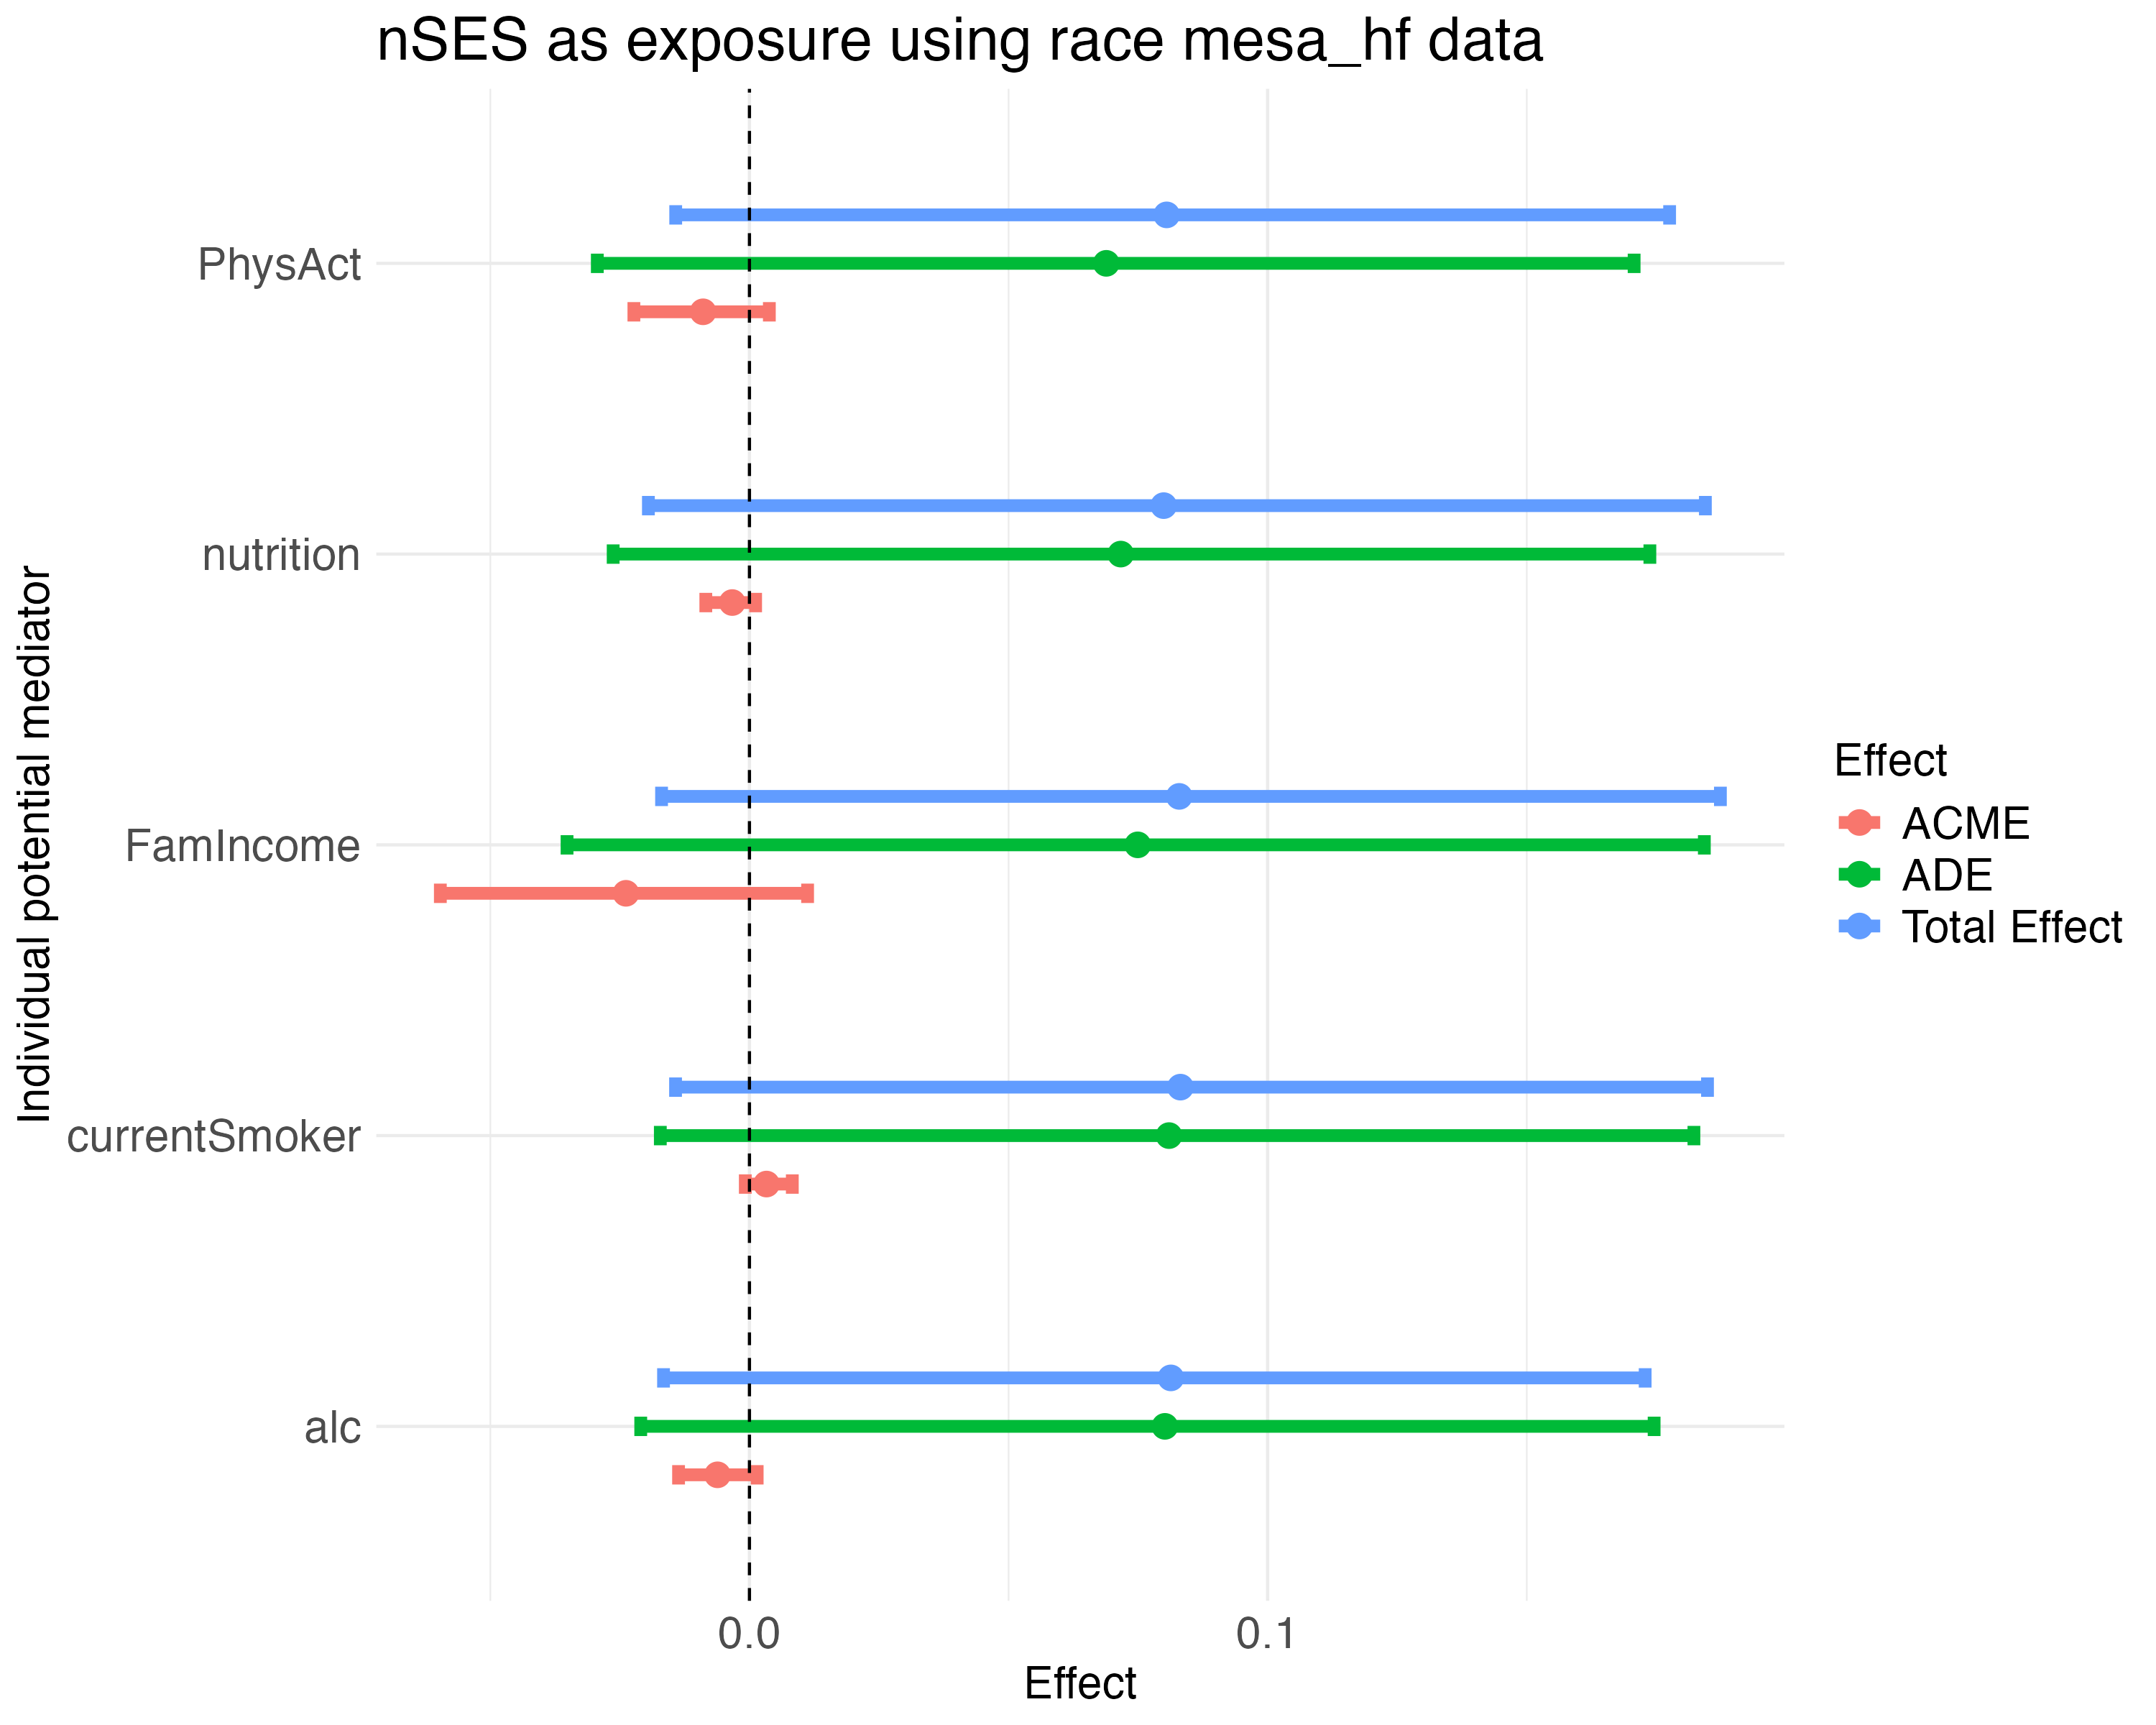 nSES as exposure using race mesa_hf data
Individual potential mediator
PhysAct
nutrition
FamIncome
currentSmoker
alc
0.0
0.1
Effect
Effect
ACME
ADE
Total Effect